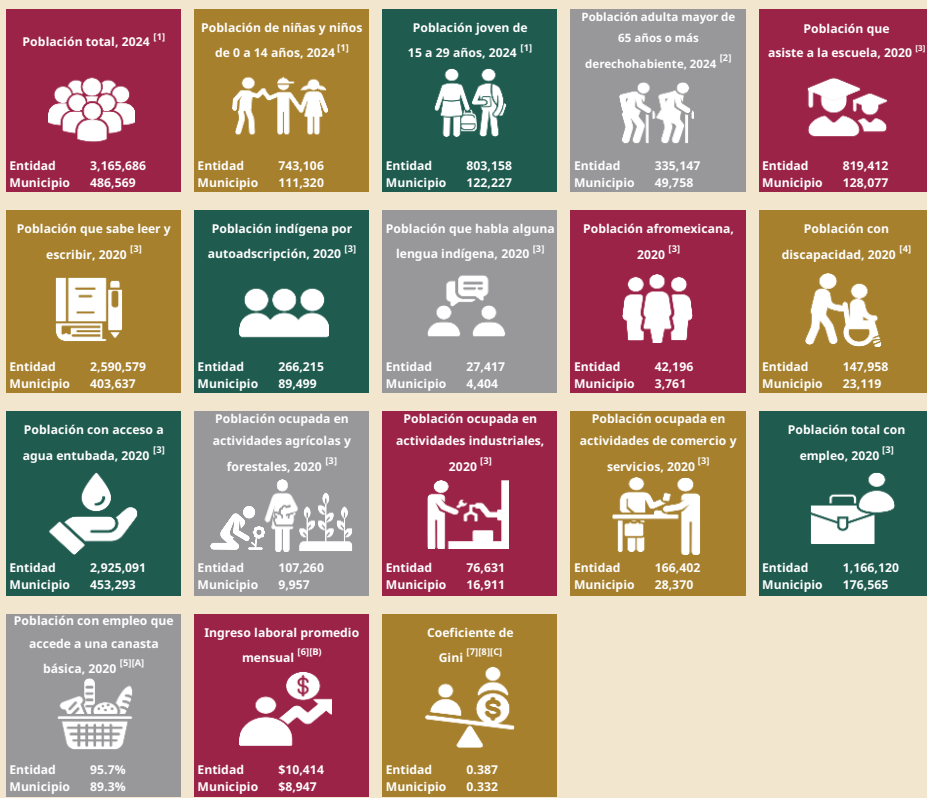 Población total, 2024 [1]
Entidad 3,165,686
Municipio 486,569
Población de niñas y niños
de 0 a 14 años, 2024 [1]
Entidad 743,106
Municipio 111,320
Población joven de
15 a 29 años, 2024 [1]
Entidad 803,158
Municipio 122,227
Población adulta mayor de
65 años o más
derechohabiente, 2024 [2]
Entidad 335,147
Municipio 49,758
Población que
asiste a la escuela, 2020 [3]
Entidad 819,412
Municipio 128,077
Población que sabe leer y
escribir, 2020 [3]
Entidad 2,590,579
Municipio 403,637
Población indígena por
autoadscripción, 2020 [3]
Entidad 266,215
Municipio 89,499
Población que habla alguna
lengua indígena, 2020 [3]
Entidad 27,417
Municipio 4,404
Población afromexicana,
2020 [3]
Entidad 42,196
Municipio 3,761
Población con
discapacidad, 2020 [4]
Entidad 147,958
Municipio 23,119
Población con acceso a
agua entubada, 2020 [3]
Entidad 2,925,091
Municipio 453,293
Población ocupada en
actividades agrícolas y
forestales, 2020 [3]
Entidad 107,260
Municipio 9,957
Población ocupada en
actividades industriales,
2020 [3]
Entidad 76,631
Municipio 16,911
Población ocupada en
actividades de comercio y
servicios, 2020 [3]
Entidad 166,402
Municipio 28,370
Población total con
empleo, 2020 [3]
Entidad 1,166,120
Municipio 176,565
Población con empleo que
accede a una canasta
básica, 2020 [5][A]
Entidad 95.7%
Municipio 89.3%
Ingreso laboral promedio
mensual [6][B]
$
Entidad $10,414
Municipio $8,947
Coeficiente de
Gini [7][8][C]
$
Entidad 0.387
Municipio 0.332